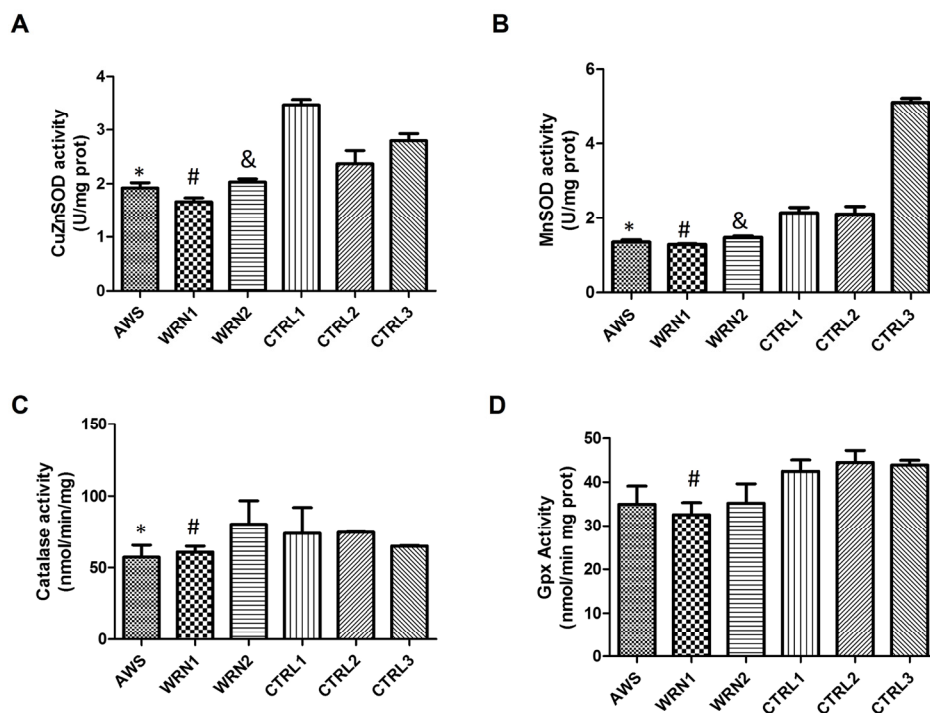 A
CuZnSOD activity
(U/mg prot)
4
3
2
1
0
*
#
&
AWS
WRN1
WRN2
CTRL1
CTRL2
CTRL3
B
MnSOD activity
(U/mg prot)
6
4
2
0
*
#
&
AWS
WRN1
WRN2
CTRL1
CTRL2
CTRL3
C
Catalase activity
(nmol/min/mg)
150
100
50
0
*
#
AWS
WRN1
WRN2
CTRL1
CTRL2
CTRL3
D
Gpx Activity
(nmol/min mg prot)
50
40
30
20
10
0
#
AWS
WRN1
WRN2
CTRL1
CTRL2
CTRL3